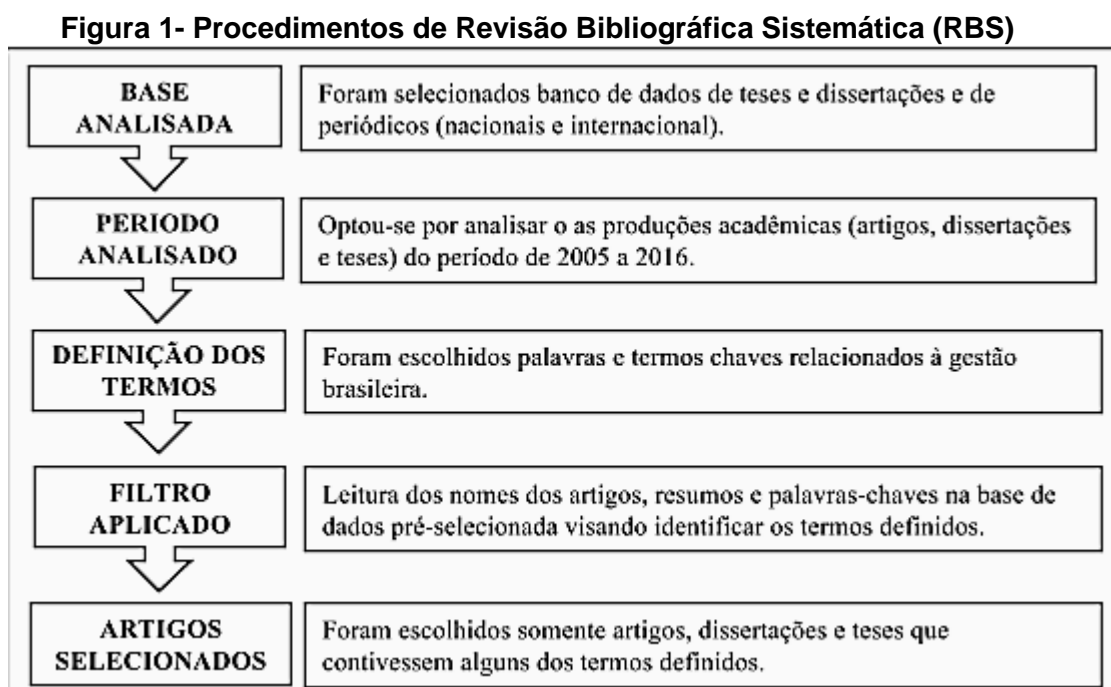 Figura 1- Procedimentos de Revisão Bibliográfica Sistemática (RBS)
BASE
ANALISADA
Foram selecionados banco de dados de teses e dissertações e de
periódicos (nacionais e internacional).
PERIODO
ANALISADO
Optou-se por analisar o as produções acadêmicas (artigos, dissertações
e teses) do período de 2005 a 2016.
DEFINIÇÃO DOS
TERMOS
Foram escolhidos palavras e termos chaves relacionados à gestão
brasileira.
FILTRO
APLICADO
Leitura dos nomes dos artigos, resumos e palavras-chaves na base de
dados pré-selecionada visando identificar os termos definidos.
ARTIGOS
SELECIONADOS
Foram escolhidos somente artigos, dissertações e teses que
contivessem alguns dos termos definidos.